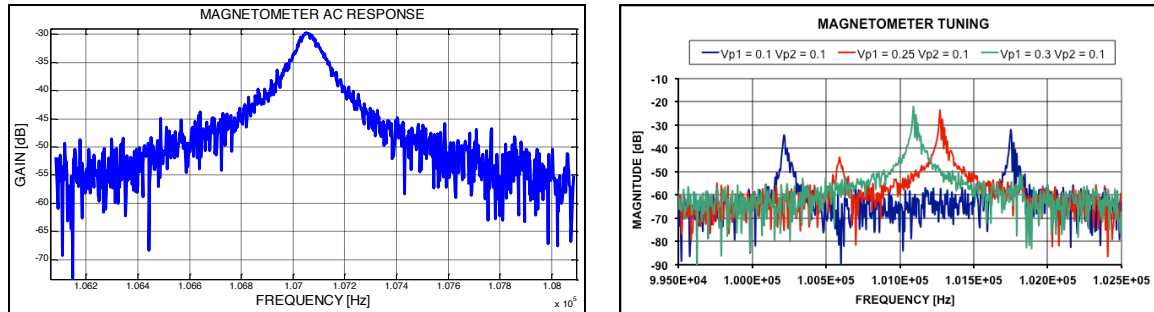 MAGNETOMETER AC RESPONSE
GAIN [dB]
-30
-35
-40
-45
-50
-55
-60
-65
-70
1.062 1.064 1.066 1.068 1.07 1.072 1.074 1.076 1.078 1.08
FREQUENCY [Hz]
x 10⁵
MAGNETOMETER TUNING
Vp1 = 0.1 Vp2 = 0.1 Vp1 = 0.25 Vp2 = 0.1 Vp1 = 0.3 Vp2 = 0.1
MAGNITUDE [dB]
-10
-20
-30
-40
-50
-60
-70
-80
-90
9.950E+04 1.000E+05 1.005E+05 1.010E+05 1.015E+05 1.020E+05 1.025E+05
FREQUENCY [Hz]